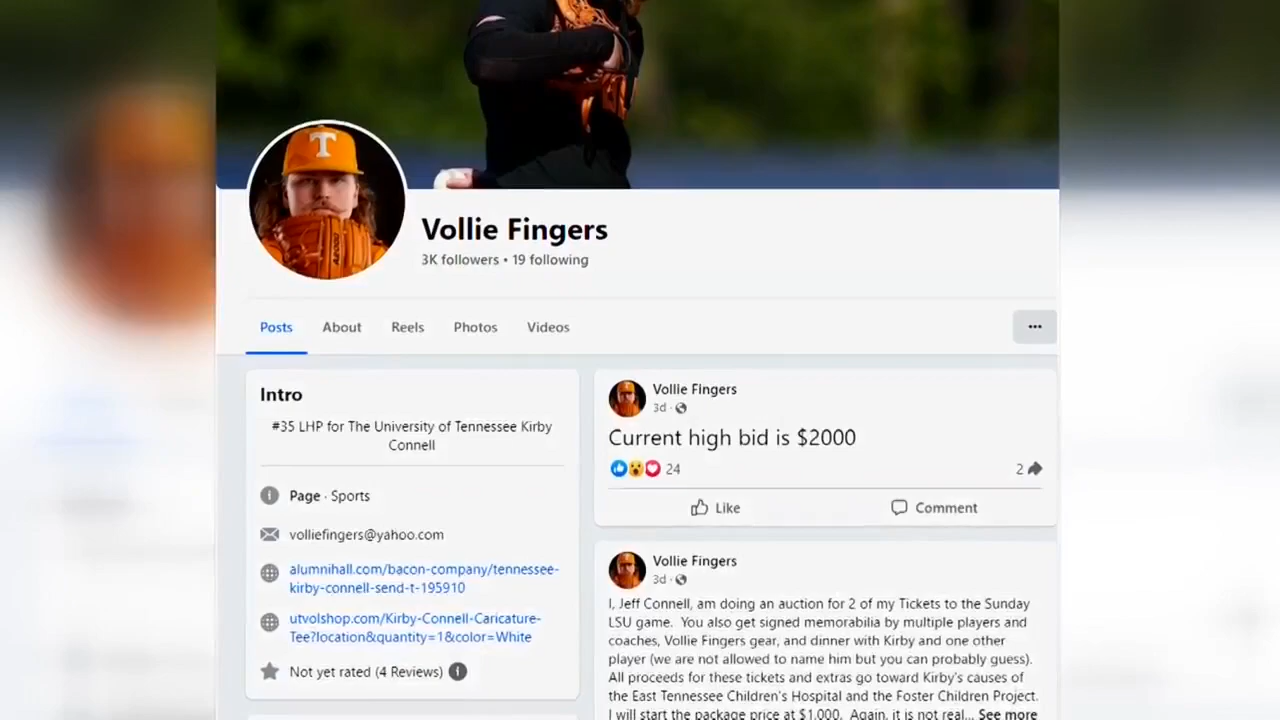 T
Vollie Fingers
3K followers • 19 following
Posts
About
Reels
Photos
Videos
Intro
#35 LHP for The University of Tennessee Kirby
Connell
Page · Sports
volliefingers@yahoo.com
alumnihall.com/bacon-company/tennessee-
kirby-connell-send-t-195910
utvolshop.com/Kirby-Connell-Caricature-
Tee?location&quantity=1&color=White
Not yet rated (4 Reviews)
Vollie Fingers
3d ·
Current high bid is $2000
24
2
Like
Comment
Vollie Fingers
3d ·
I, Jeff Connell, am doing an auction for 2 of my Tickets to the Sunday
LSU game.  You also get signed memorabilia by multiple players and
coaches, Vollie Fingers gear, and dinner with Kirby and one other
player (we are not allowed to name him but you can probably guess).
All proceeds for these tickets and extras go toward Kirby's causes of
the East Tennessee Children's Hospital and the Foster Children Project.
I will start the package price at $1,000.  Again, it is not real... See more